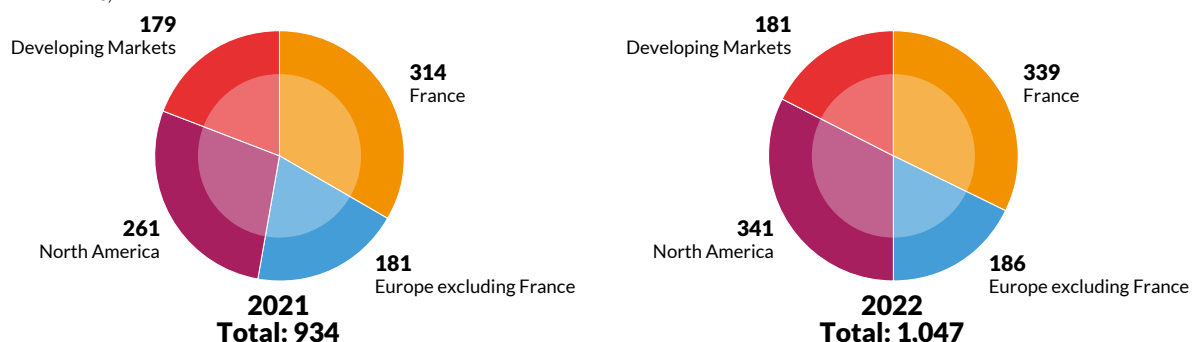 179
Developing Markets
314
France
261
North America
181
Europe excluding France
2021
Total: 934
181
Developing Markets
339
France
341
North America
186
Europe excluding France
2022
Total: 1,047